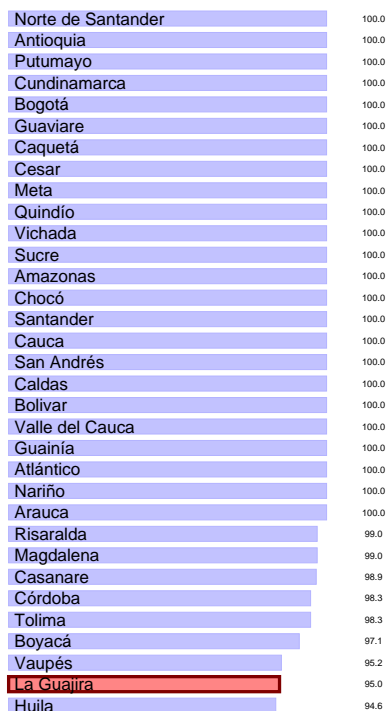 Norte de Santander 100.0
Antioquia 100.0
Putumayo 100.0
Cundinamarca 100.0
Bogotá 100.0
Guaviare 100.0
Caquetá 100.0
Cesar 100.0
Meta 100.0
Quindío 100.0
Vichada 100.0
Sucre 100.0
Amazonas 100.0
Chocó 100.0
Santander 100.0
Cauca 100.0
San Andrés 100.0
Caldas 100.0
Bolivar 100.0
Valle del Cauca 100.0
Guainía 100.0
Atlántico 100.0
Nariño 100.0
Arauca 100.0
Risaralda 99.0
Magdalena 99.0
Casanare 98.9
Córdoba 98.3
Tolima 98.3
Boyacá 97.1
Vaupés 95.2
La Guajira 95.0
Huila 94.6